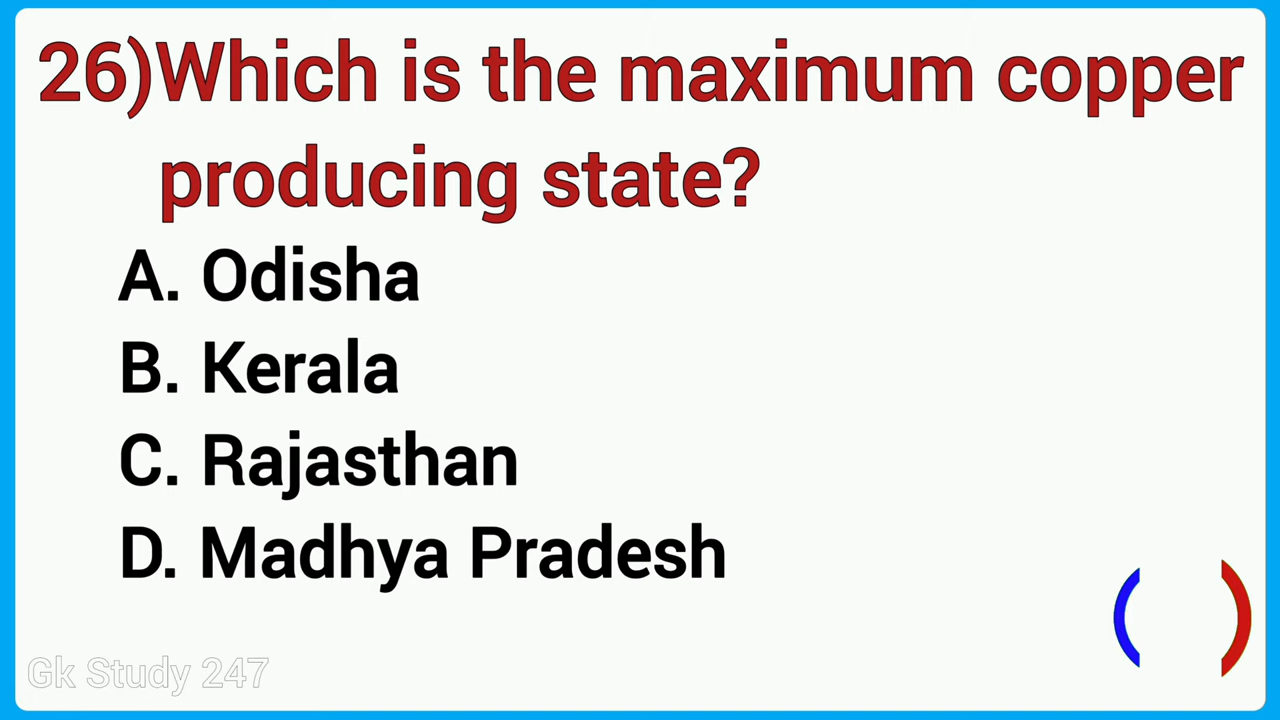 26)Which is the maximum copper
producing state?
A. Odisha
B. Kerala
C. Rajasthan
D. Madhya Pradesh
Gk Study 247